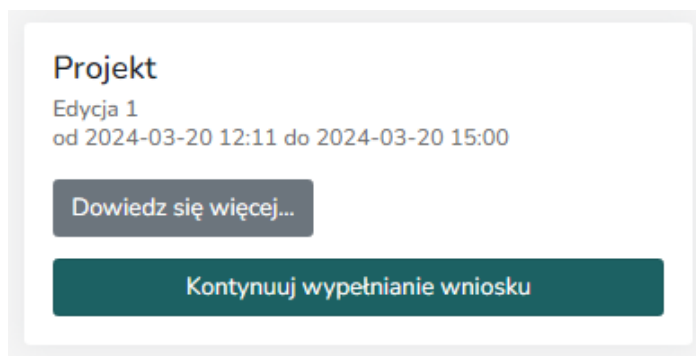 Projekt
Edycja 1
od 2024-03-20 12:11 do 2024-03-20 15:00
Dowiedz się więcej...
Kontynuuj wypełnianie wniosku